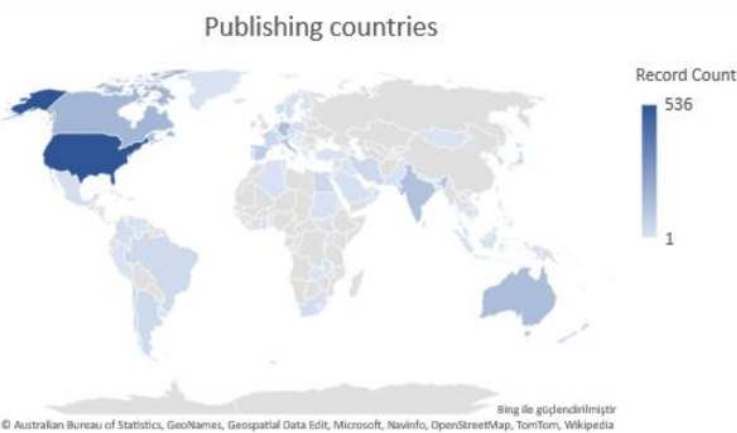 Publishing countries
Record Count
536
1
Bing ile güçlendirilmiştir
© Australian Bureau of Statistics, GeoNames, Geospatial Data Edit, Microsoft, Navinfo, OpenStreetMap, TomTom, Wikipedia